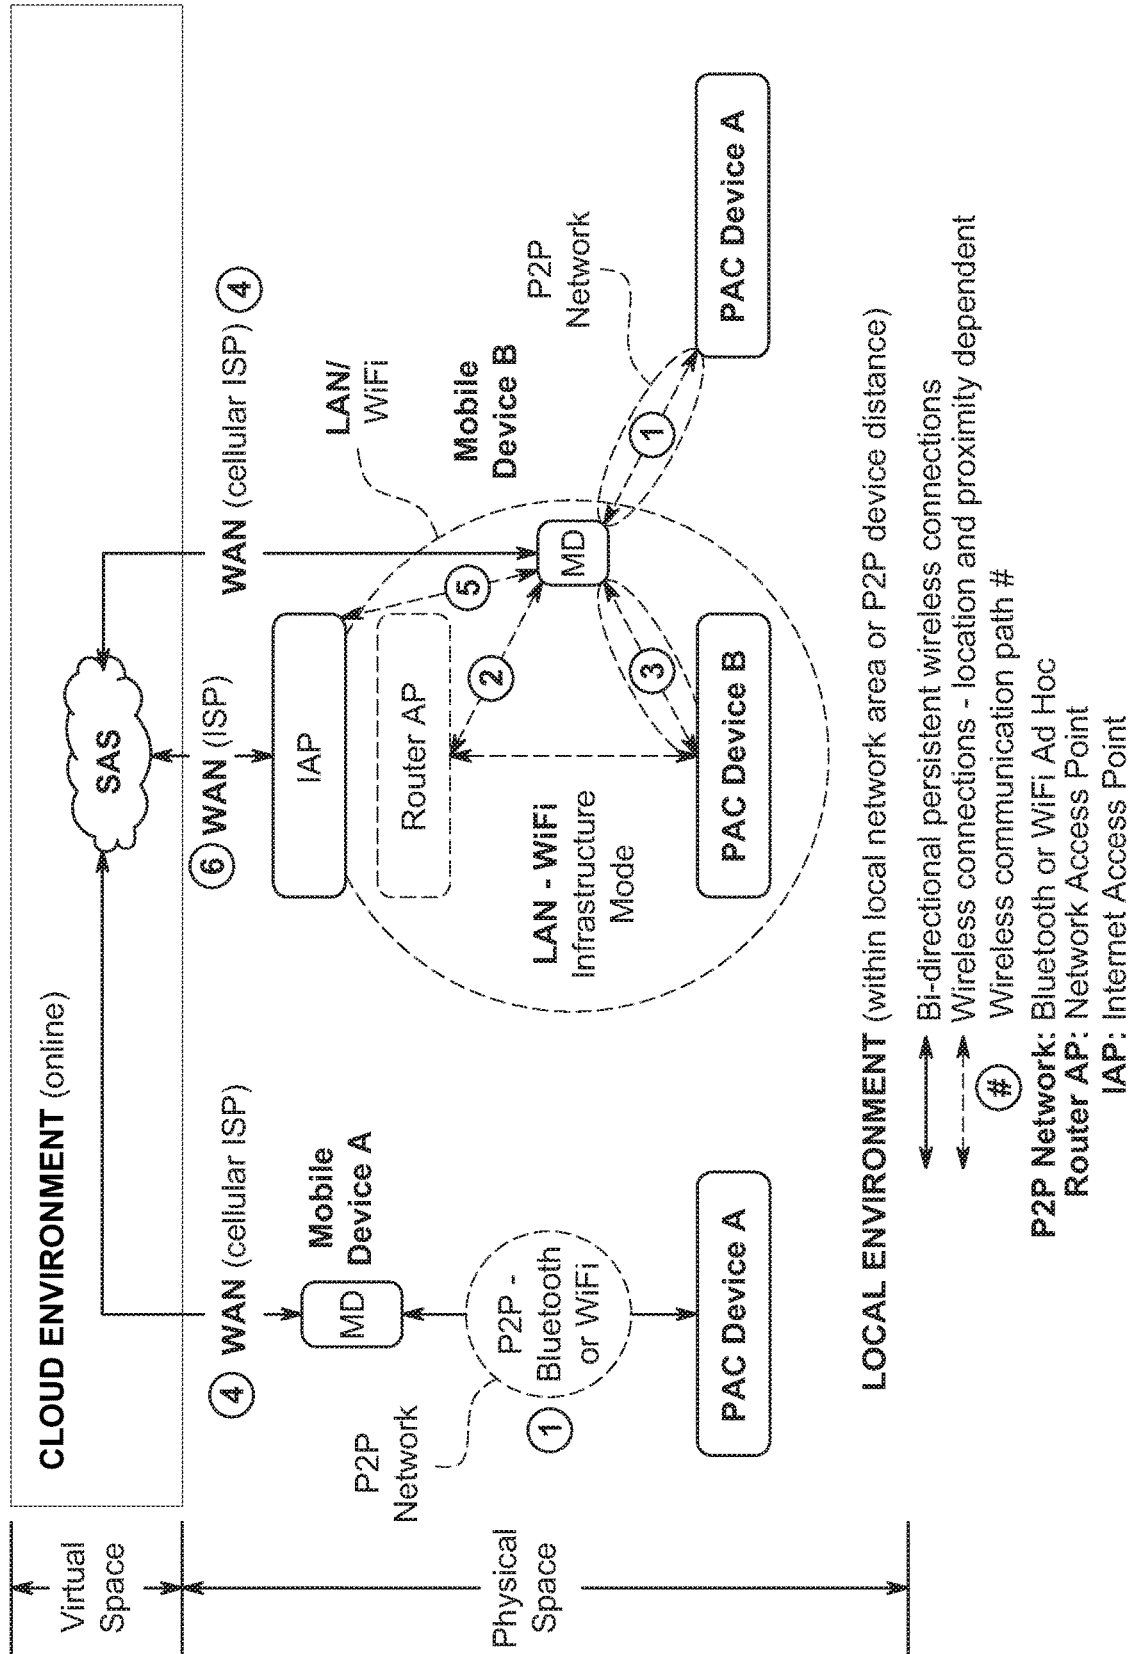 CLOUD ENVIRONMENT (online)
Virtual
Space
SAS
④ WAN (cellular ISP)
⑥ WAN (ISP)
WAN (cellular ISP) ④
Physical
Space
P2P
Network
MD
Mobile
Device A
①
P2P -
Bluetooth
or WiFi
PAC Device A
IAP
Router AP
LAN/
WiFi
⑤
②
Mobile
Device B
MD
LAN - WiFi
Infrastructure
Mode
③
①
P2P
Network
PAC Device B
PAC Device A
LOCAL ENVIRONMENT (within local network area or P2P device distance)
Bi-directional persistent wireless connections
Wireless connections - location and proximity dependent
# Wireless communication path #
P2P Network: Bluetooth or WiFi Ad Hoc
Router AP: Network Access Point
IAP: Internet Access Point